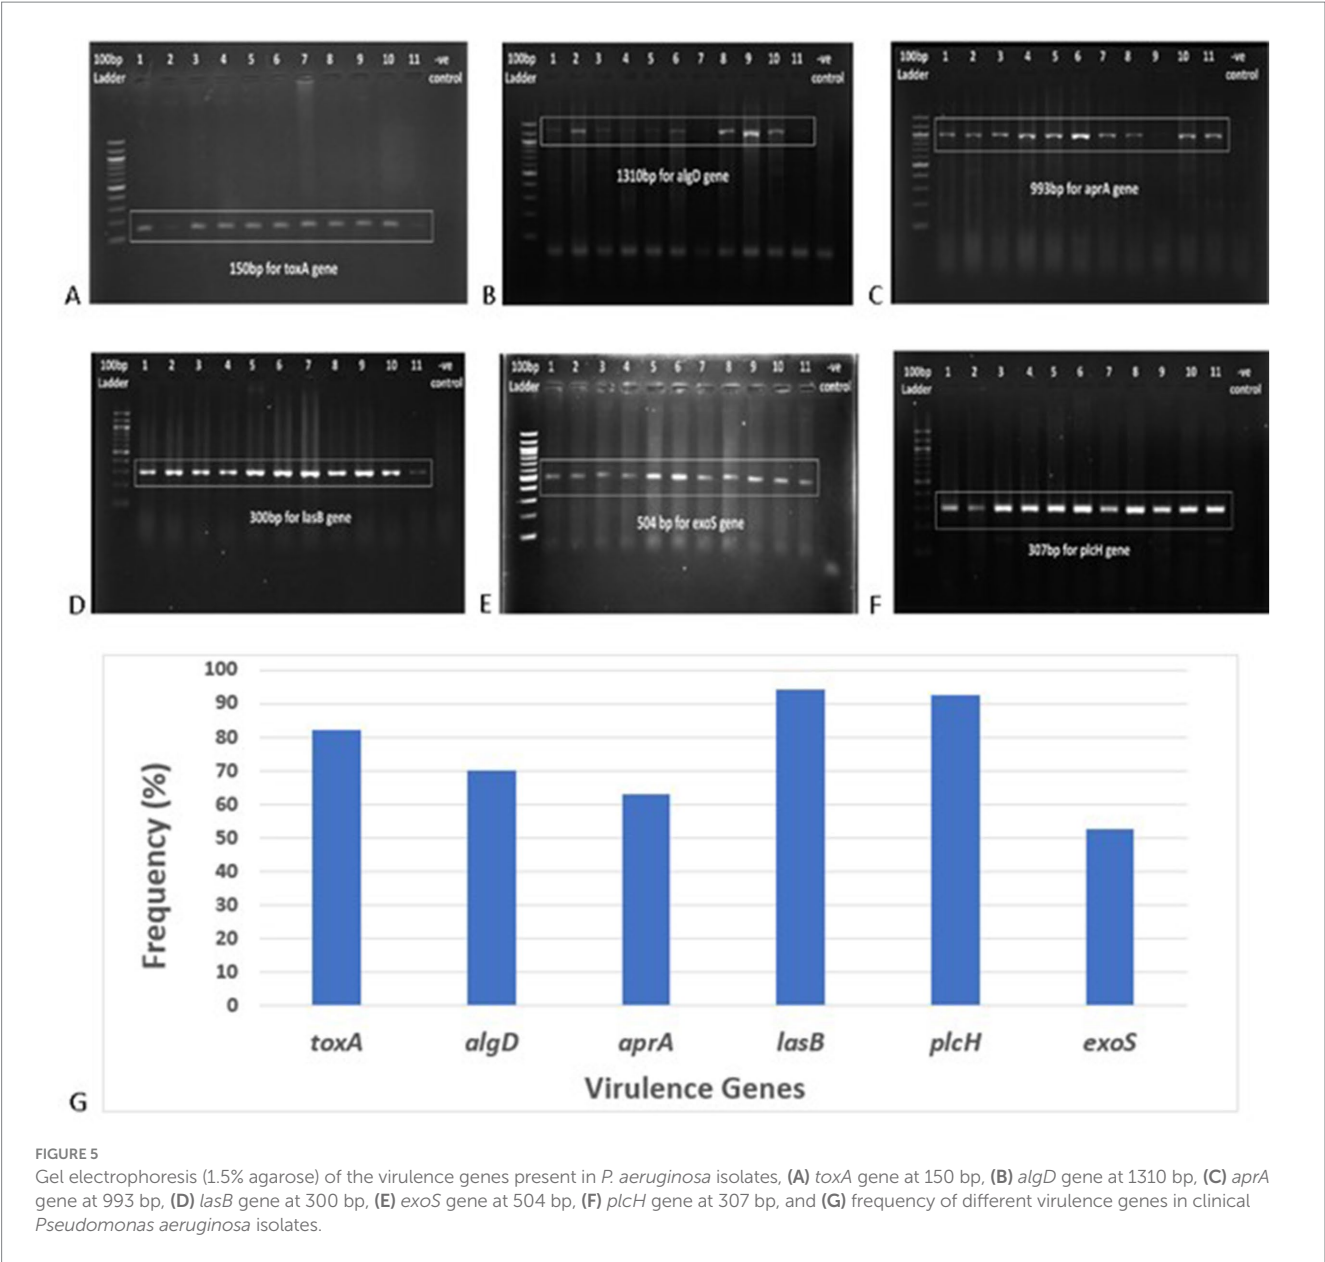 100bp 1 2 3 4 5 6 7 8 9 10 11 -ve
Ladder control
150bp for toxA gene
A
100bp 1 2 3 4 5 6 7 8 9 10 11 -ve
Ladder control
1310bp for algD gene
B
100bp 1 2 3 4 5 6 7 8 9 10 11 -ve
Ladder control
993bp for aprA gene
C
100bp 1 2 3 4 5 6 7 8 9 10 11 -ve
Ladder control
300bp for lasB gene
D
100bp 1 2 3 4 5 6 7 8 9 10 11 -ve
Ladder control
504 bp for exoS gene
E
100bp 1 2 3 4 5 6 7 8 9 10 11 -ve
Ladder control
307bp for plcH gene
F
100
90
80
70
60
50
40
30
20
10
0
Frequency (%)
toxA algD aprA lasB plcH exoS
Virulence Genes
G
FIGURE 5
Gel electrophoresis (1.5% agarose) of the virulence genes present in P. aeruginosa isolates, (A) toxA gene at 150 bp, (B) algD gene at 1310 bp, (C) aprA
gene at 993 bp, (D) lasB gene at 300 bp, (E) exoS gene at 504 bp, (F) plcH gene at 307 bp, and (G) frequency of different virulence genes in clinical
Pseudomonas aeruginosa isolates.